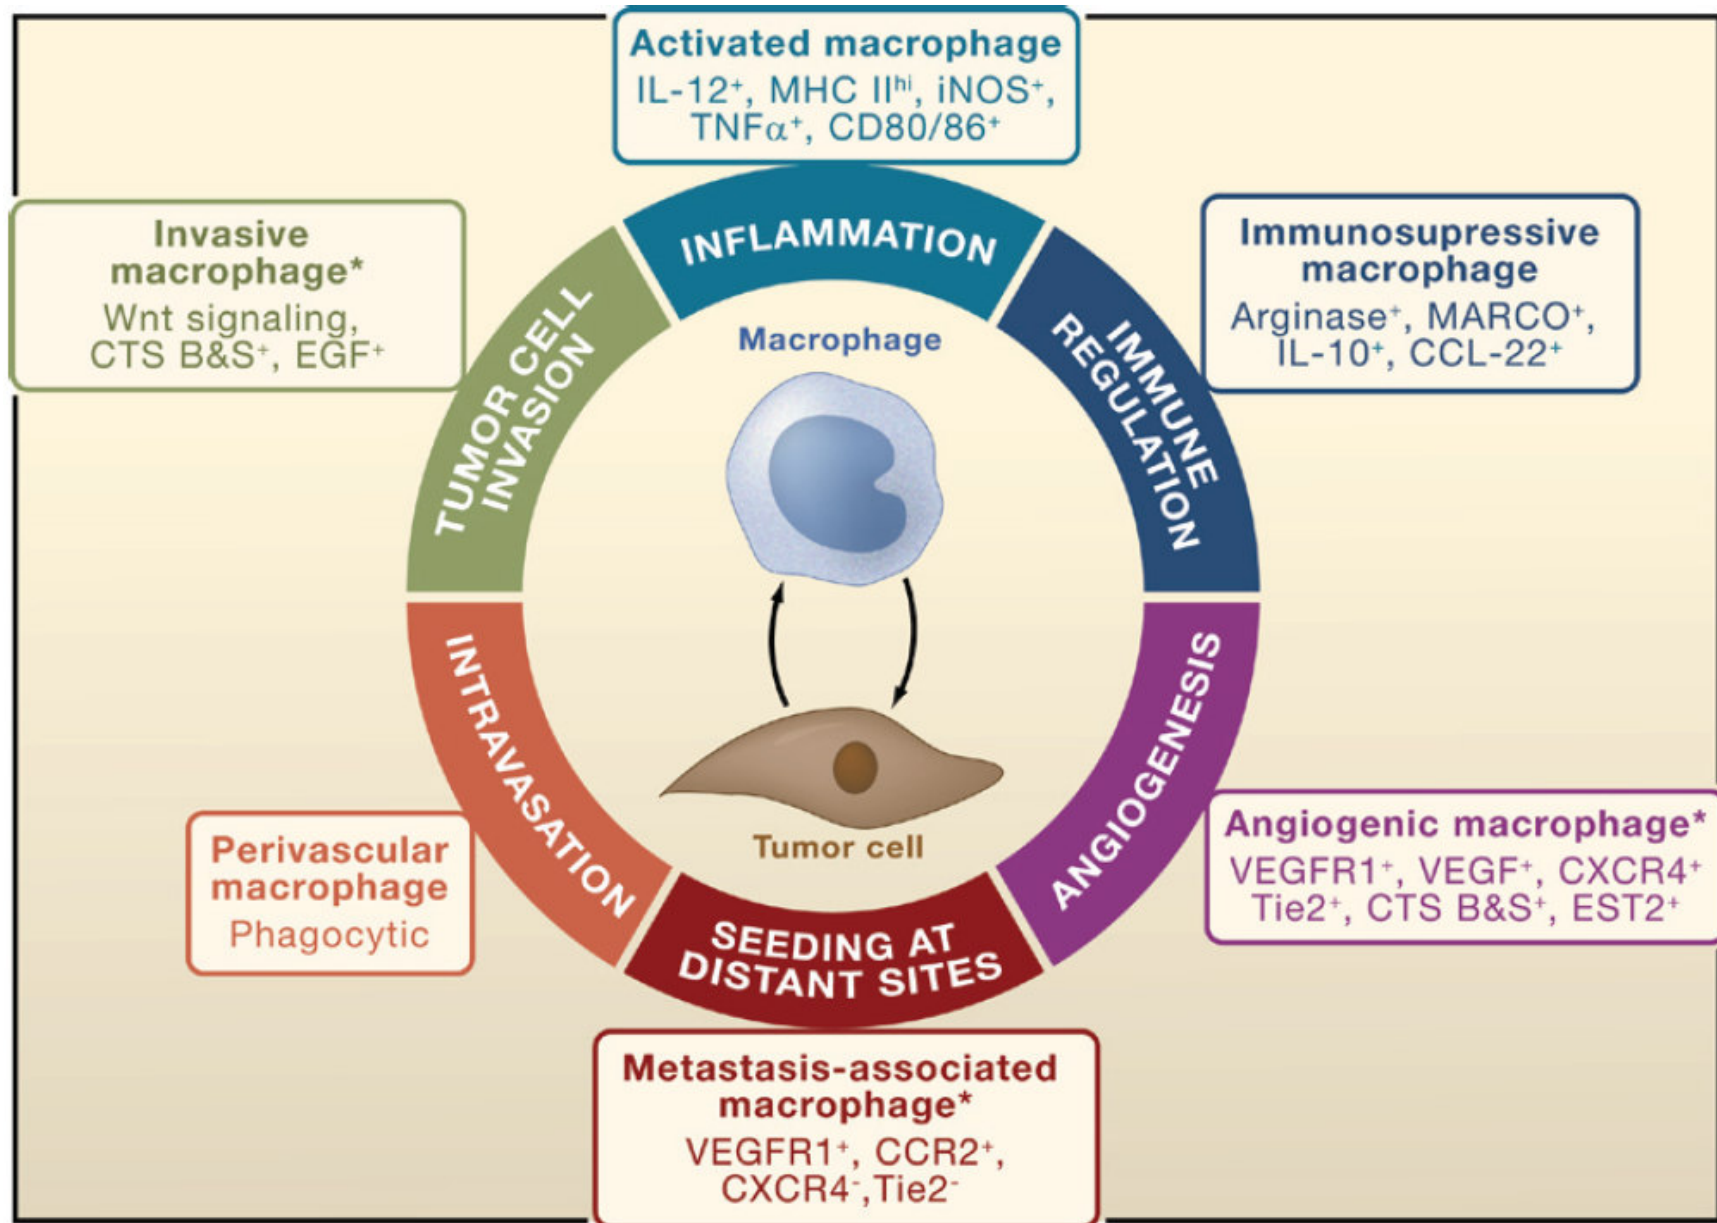 Activated macrophage
IL-12⁺, MHC IIʰⁱ, iNOS⁺,
TNFα⁺, CD80/86⁺
INFLAMMATION
Immunosupressive
macrophage
Arginase⁺, MARCO⁺,
IL-10⁺, CCL-22⁺
IMMUNE
REGULATION
Angiogenic macrophage*
VEGFR1⁺, VEGF⁺, CXCR4⁺
Tie2⁺, CTS B&S⁺, EST2⁺
ANGIOGENESIS
SEEDING AT
DISTANT SITES
Metastasis-associated
macrophage*
VEGFR1⁺, CCR2⁺,
CXCR4⁻,Tie2⁻
INTRAVASATION
Perivascular
macrophage
Phagocytic
TUMOR CELL
INVASION
Invasive
macrophage*
Wnt signaling,
CTS B&S⁺, EGF⁺
Macrophage
Tumor cell